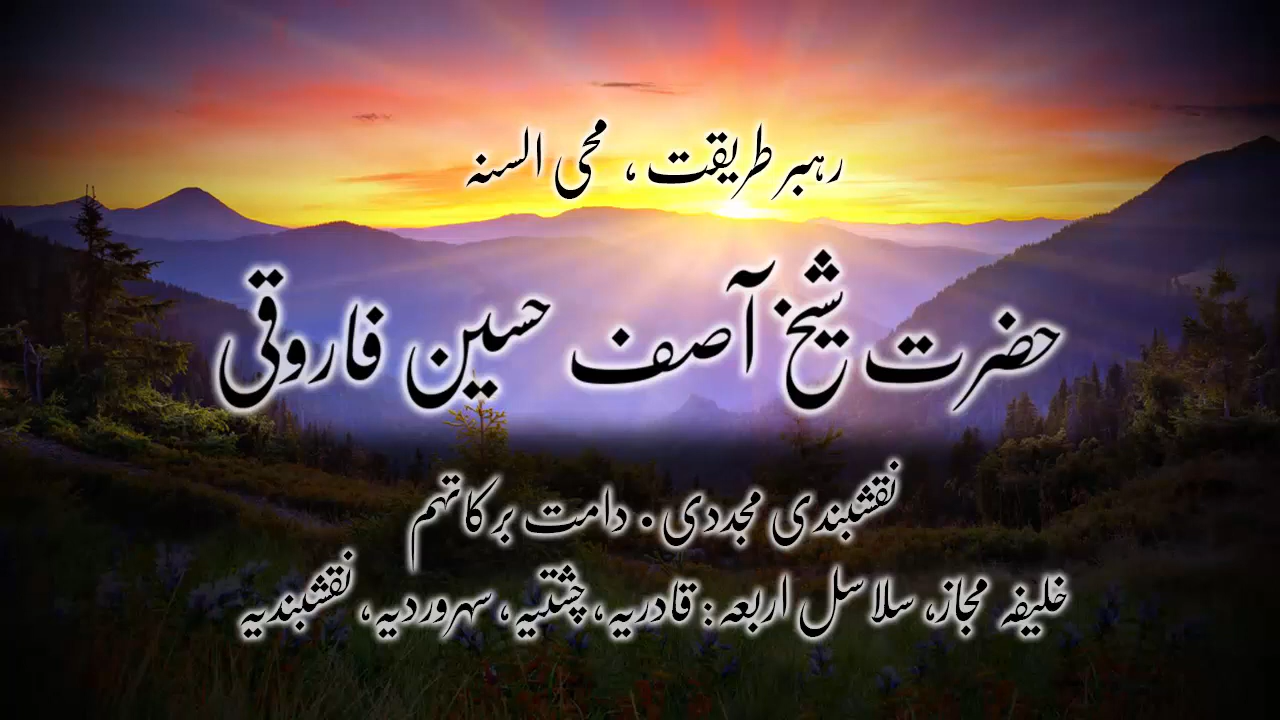 رہبر طریقت، محی السنہ
حضرت شیخ آصف حسین فاروقی
نقشبندی مجددی • دامت برکاتہم
خلیفہ مجاز، سلاسل اربعہ: قادریہ، چشتیہ، سہروردیہ، نقشبندیہ